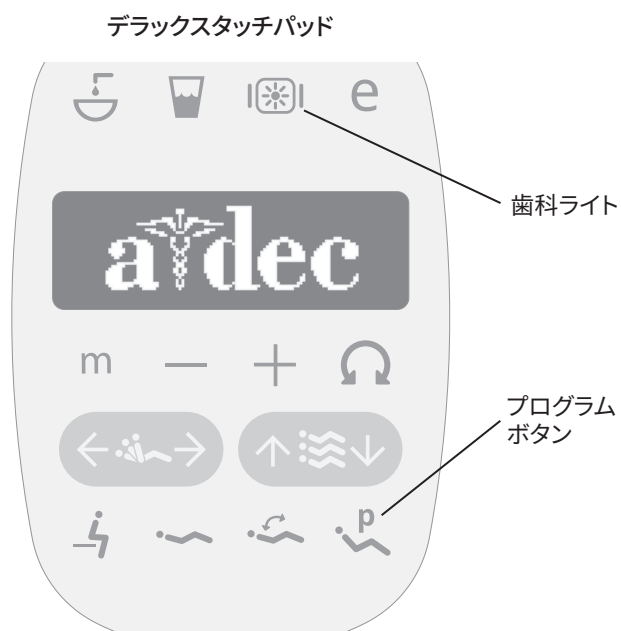 デラックスタッチパッド
e
歯科ライト
a dec
m
プログラム
ボタン
p